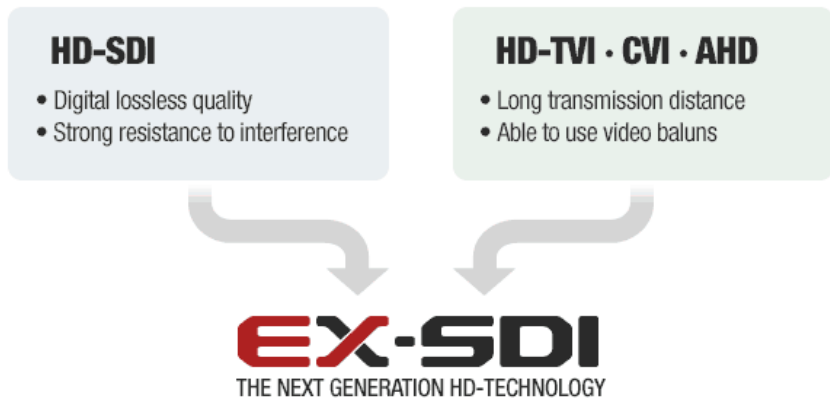 HD-SDI
• Digital lossless quality
• Strong resistance to interference
HD-TVI · CVI · AHD
• Long transmission distance
• Able to use video baluns
EX-SDI
THE NEXT GENERATION HD-TECHNOLOGY